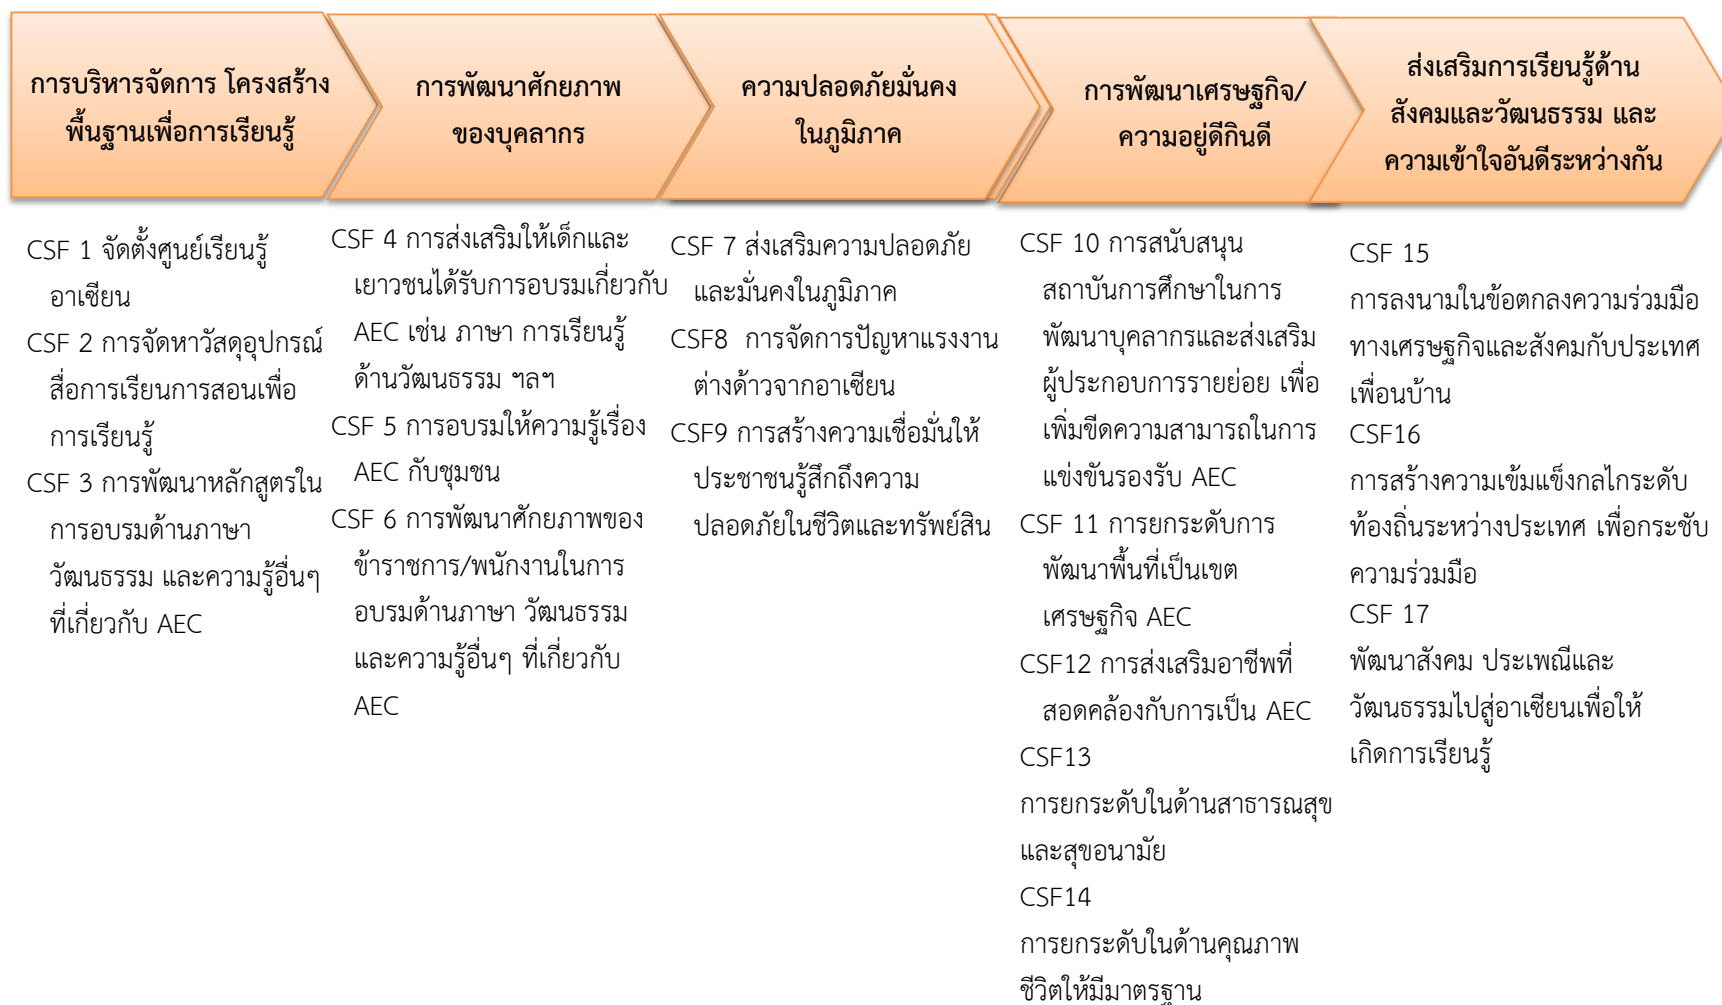 การบริหารจัดการ โครงสร้าง
พื้นฐานเพื่อการเรียนรู้
การพัฒนาศักยภาพ
ของบุคลากร
ความปลอดภัยมั่นคง
ในภูมิภาค
การพัฒนาเศรษฐกิจ/
ความอยู่ดีกินดี
ส่งเสริมการเรียนรู้ด้าน
สังคมและวัฒนธรรม และ
ความเข้าใจอันดีระหว่างกัน
CSF 1 จัดตั้งศูนย์เรียนรู้
อาเซียน
CSF 2 การจัดหาวัสดุอุปกรณ์
สื่อการเรียนการสอนเพื่อ
การเรียนรู้
CSF 3 การพัฒนาหลักสูตรใน
การอบรมด้านภาษา
วัฒนธรรม และความรู้อื่นๆ
ที่เกี่ยวกับ AEC
CSF 4 การส่งเสริมให้เด็กและ
เยาวชนได้รับการอบรมเกี่ยวกับ
AEC เช่น ภาษา การเรียนรู้
ด้านวัฒนธรรม ฯลฯ
CSF 5 การอบรมให้ความรู้เรื่อง
AEC กับชุมชน
CSF 6 การพัฒนาศักยภาพของ
ข้าราชการ/พนักงานในการ
อบรมด้านภาษา วัฒนธรรม
และความรู้อื่นๆ ที่เกี่ยวกับ
AEC
CSF 7 ส่งเสริมความปลอดภัย
และมั่นคงในภูมิภาค
CSF8 การจัดการปัญหาแรงงาน
ต่างด้าวจากอาเซียน
CSF9 การสร้างความเชื่อมั่นให้
ประชาชนรู้สึกถึงความ
ปลอดภัยในชีวิตและทรัพย์สิน
CSF 10 การสนับสนุน
สถาบันการศึกษาในการ
พัฒนาบุคลากรและส่งเสริม
ผู้ประกอบการรายย่อย เพื่อ
เพิ่มขีดความสามารถในการ
แข่งขันรองรับ AEC
CSF 11 การยกระดับการ
พัฒนาพื้นที่เป็นเขต
เศรษฐกิจ AEC
CSF12 การส่งเสริมอาชีพที่
สอดคล้องกับการเป็น AEC
CSF13
การยกระดับในด้านสาธารณสุข
และสุขอนามัย
CSF14
การยกระดับในด้านคุณภาพ
ชีวิตให้มีมาตรฐาน
CSF 15
การลงนามในข้อตกลงความร่วมมือ
ทางเศรษฐกิจและสังคมกับประเทศ
เพื่อนบ้าน
CSF16
การสร้างความเข้มแข็งกลไกระดับ
ท้องถิ่นระหว่างประเทศ เพื่อกระชับ
ความร่วมมือ
CSF 17
พัฒนาสังคม ประเพณีและ
วัฒนธรรมไปสู่อาเซียนเพื่อให้
เกิดการเรียนรู้